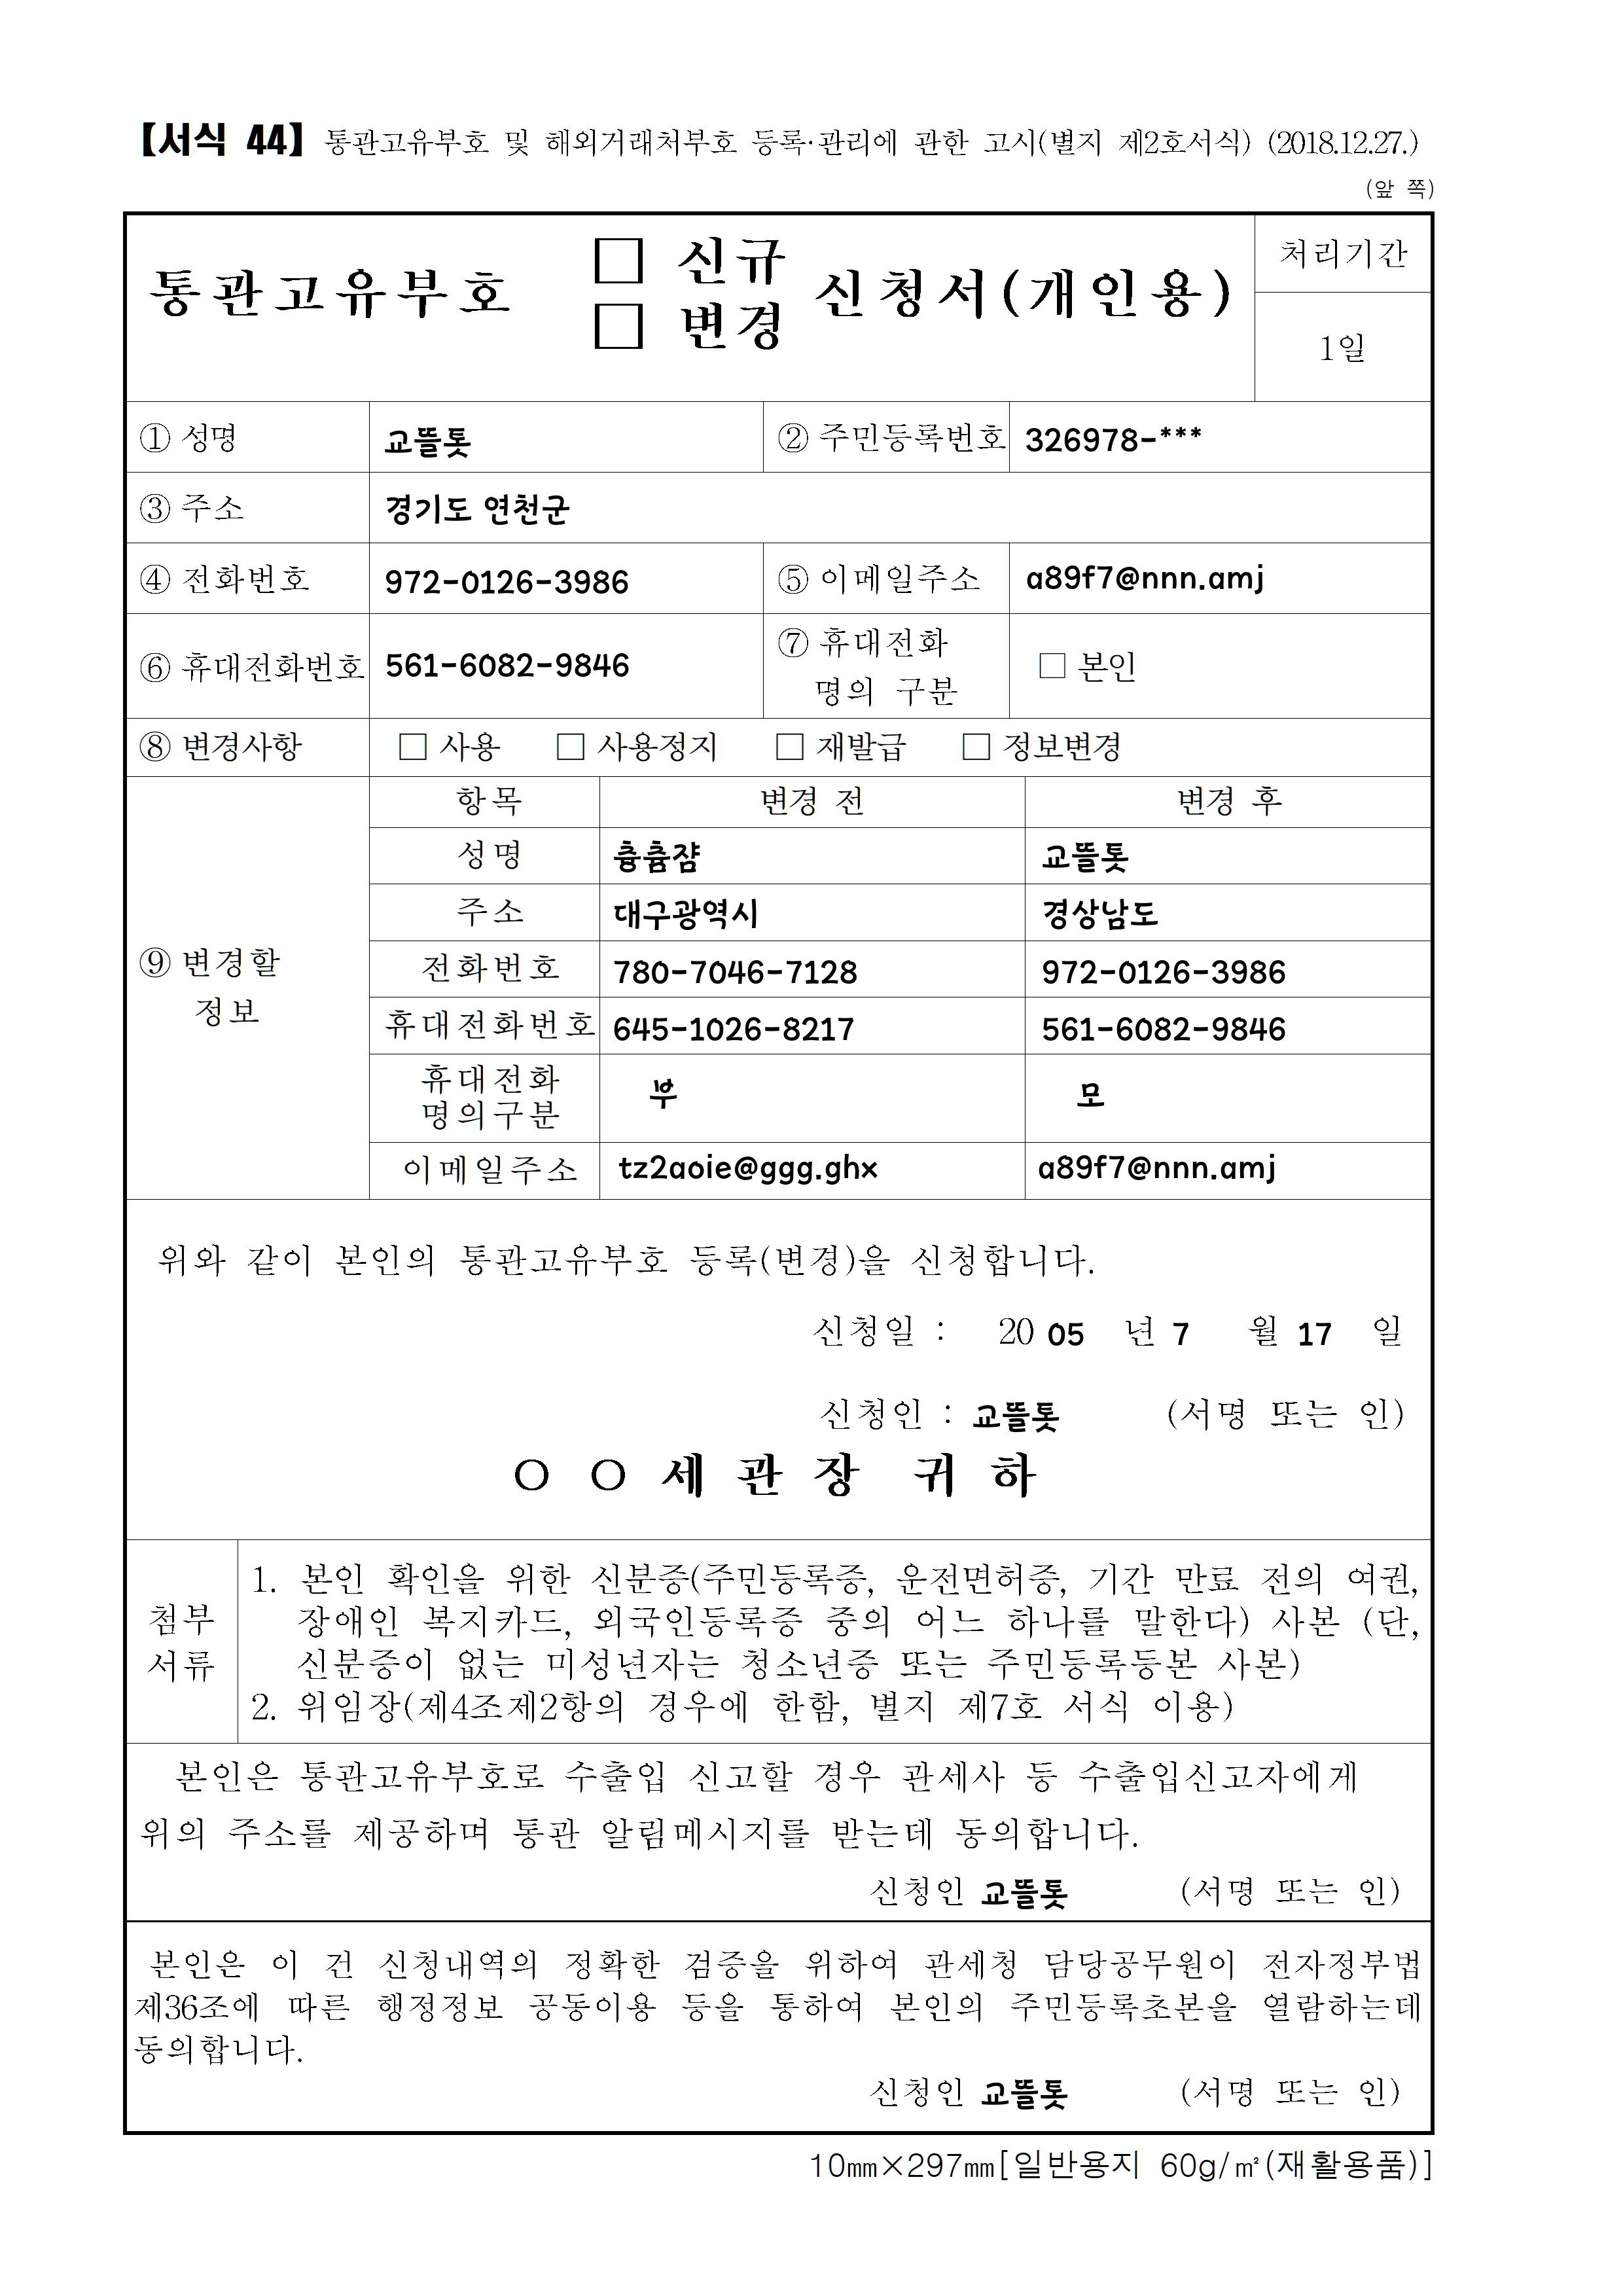 【서식 44】 통관고유부호 및 해외거래처부호 등록·관리에 관한 고시(별지 제2호서식) (2018.12.27.)
(앞 쪽)
통관고유부호 □ 신규 □ 변경 신청서(개인용)
처리기간
1일
① 성명 교뜰톳 ② 주민등록번호 326978-***
③ 주소 경기도 연천군
④ 전화번호 972-0126-3986 ⑤ 이메일주소 a89f7@nnn.amj
⑥ 휴대전화번호 561-6082-9846 ⑦ 휴대전화 명의 구분 □ 본인
⑧ 변경사항 □ 사용 □ 사용정지 □ 재발급 □ 정보변경
⑨ 변경할 정보
항목 변경 전 변경 후
성명 츙츔쟘 교뜰톳
주소 대구광역시 경상남도
전화번호 780-7046-7128 972-0126-3986
휴대전화번호 645-1026-8217 561-6082-9846
휴대전화 명의구분 부 모
이메일주소 tz2aoie@ggg.ghx a89f7@nnn.amj
위와 같이 본인의 통관고유부호 등록(변경)을 신청합니다.
신청일 : 20 05 년 7 월 17 일
신청인 : 교뜰톳 (서명 또는 인)
○ ○ 세 관 장 귀 하
첨부 서류
1. 본인 확인을 위한 신분증(주민등록증, 운전면허증, 기간 만료 전의 여권,
장애인 복지카드, 외국인등록증 중의 어느 하나를 말한다) 사본 (단,
신분증이 없는 미성년자는 청소년증 또는 주민등록등본 사본)
2. 위임장(제4조제2항의 경우에 한함, 별지 제7호 서식 이용)
본인은 통관고유부호로 수출입 신고할 경우 관세사 등 수출입신고자에게
위의 주소를 제공하며 통관 알림메시지를 받는데 동의합니다.
신청인 교뜰톳 (서명 또는 인)
본인은 이 건 신청내역의 정확한 검증을 위하여 관세청 담당공무원이 전자정부법
제36조에 따른 행정정보 공동이용 등을 통하여 본인의 주민등록초본을 열람하는데
동의합니다.
신청인 교뜰톳 (서명 또는 인)
10㎜×297㎜[일반용지 60g/㎡(재활용품)]